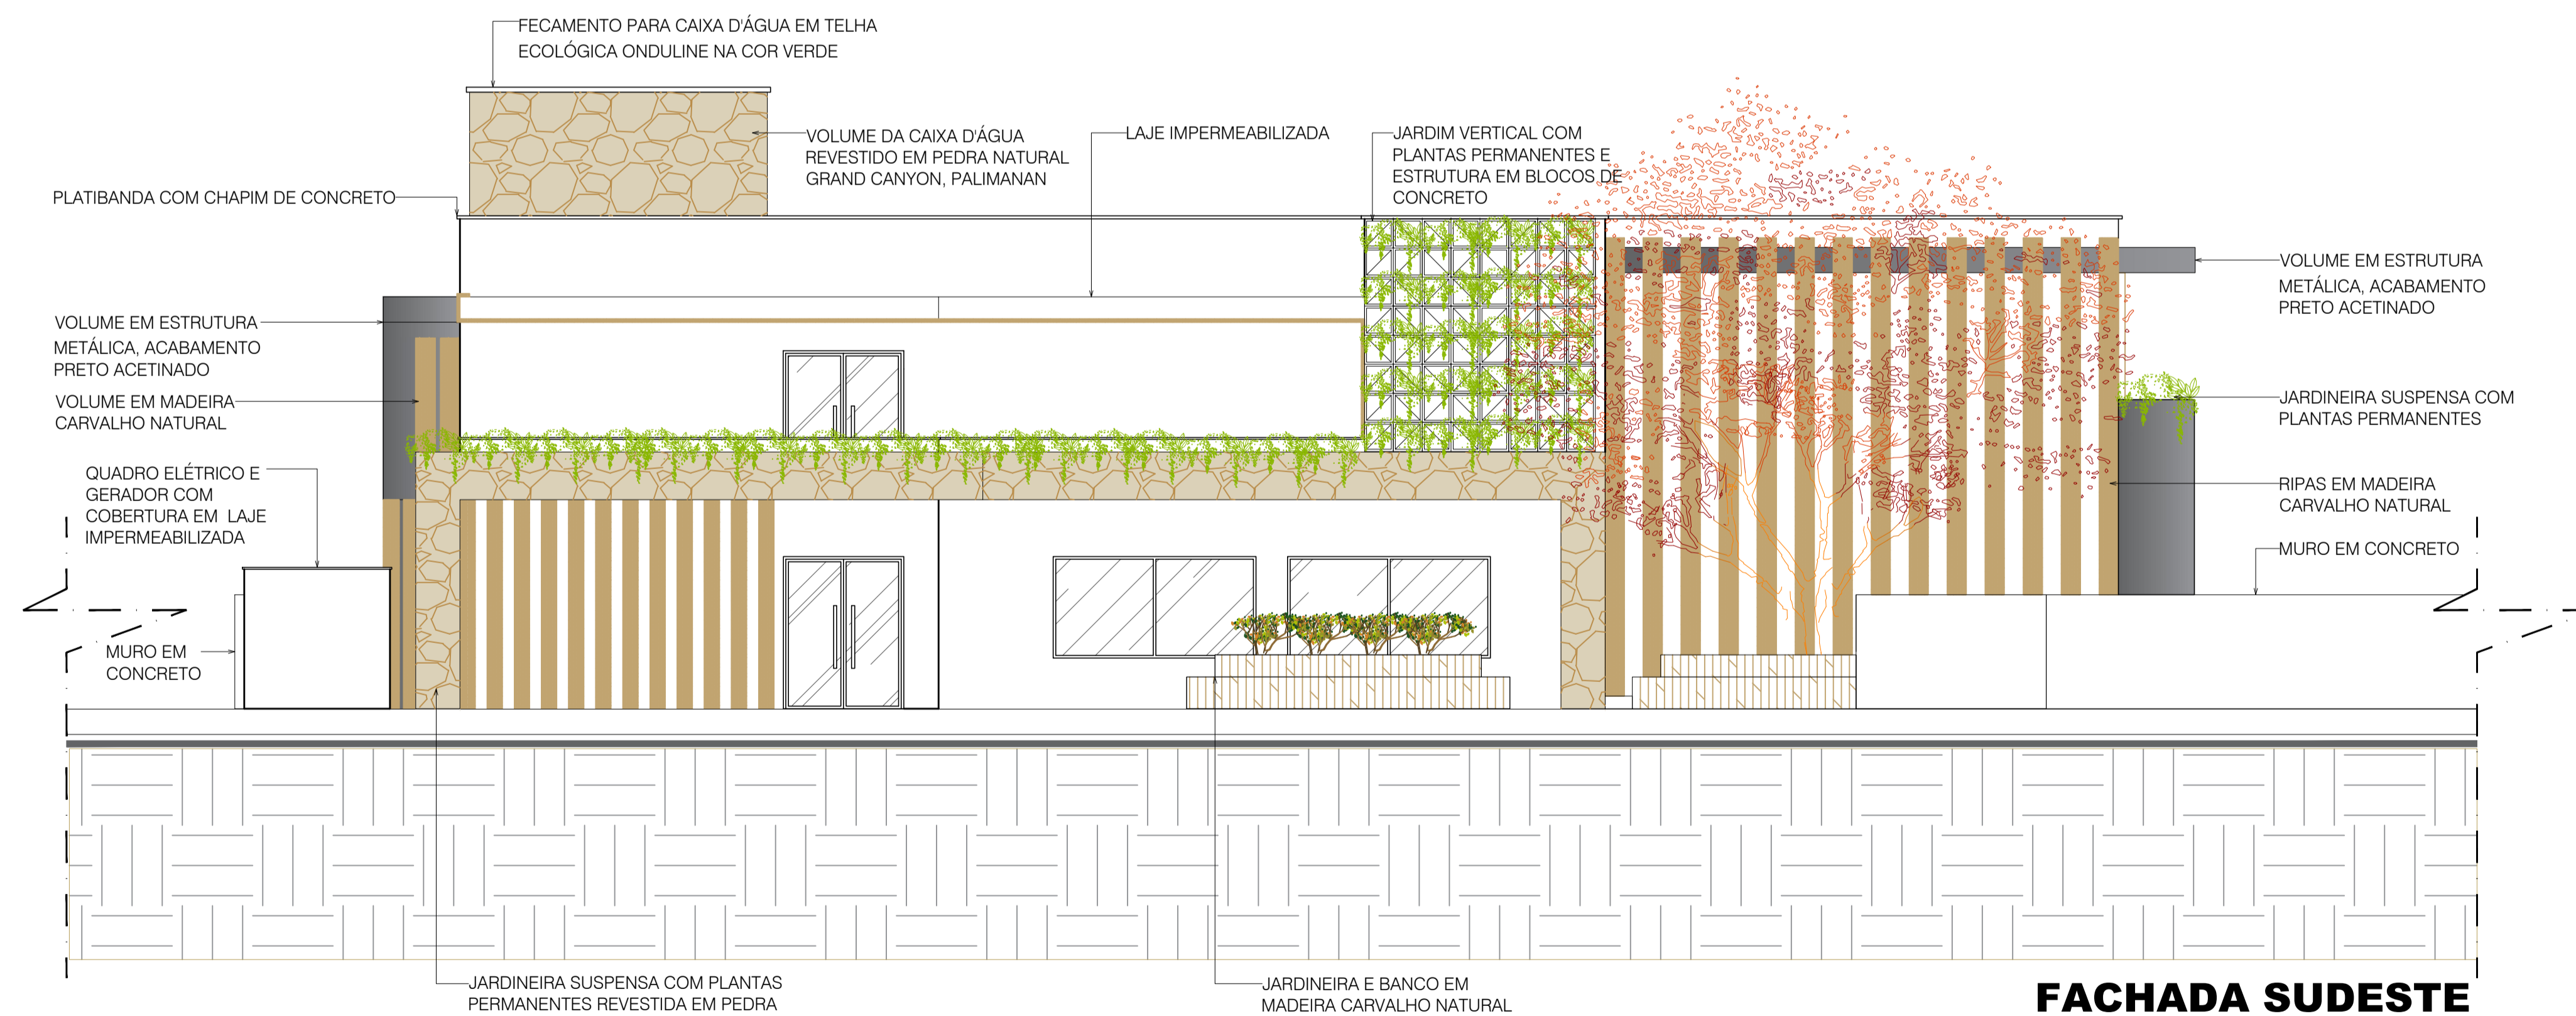 FECAMENTO PARA CAIXA D'ÁGUA EM TELHA
ECOLÓGICA ONDULINE NA COR VERDE
VOLUME DA CAIXA D'ÁGUA
REVESTIDO EM PEDRA NATURAL
GRAND CANYON, PALIMANAN
LAJE IMPERMEABILIZADA
JARDIM VERTICAL COM
PLANTAS PERMANENTES E
ESTRUTURA EM BLOCOS DE
CONCRETO
PLATIBANDA COM CHAPIM DE CONCRETO
VOLUME EM ESTRUTURA
METÁLICA, ACABAMENTO
PRETO ACETINADO
VOLUME EM MADEIRA
CARVALHO NATURAL
QUADRO ELÉTRICO E
GERADOR COM
COBERTURA EM LAJE
IMPERMEABILIZADA
MURO EM
CONCRETO
VOLUME EM ESTRUTURA
METÁLICA, ACABAMENTO
PRETO ACETINADO
JARDINEIRA SUSPENSA COM
PLANTAS PERMANENTES
RIPAS EM MADEIRA
CARVALHO NATURAL
MURO EM CONCRETO
JARDINEIRA SUSPENSA COM PLANTAS
PERMANENTES REVESTIDA EM PEDRA
JARDINEIRA E BANCO EM
MADEIRA CARVALHO NATURAL
FACHADA SUDESTE